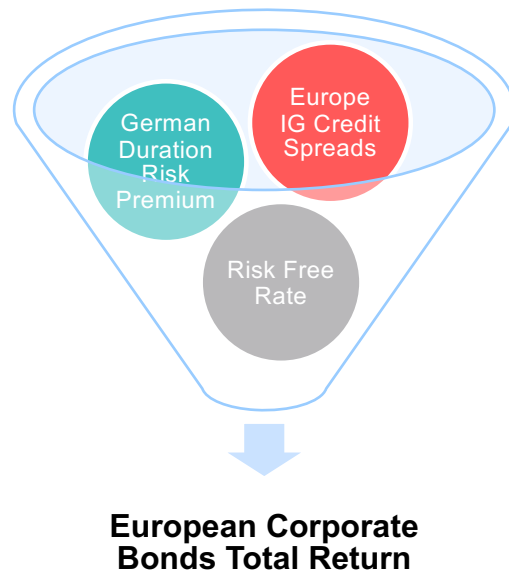 German
Duration
Risk
Premium
Europe
IG Credit
Spreads
Risk Free
Rate
European Corporate
Bonds Total Return